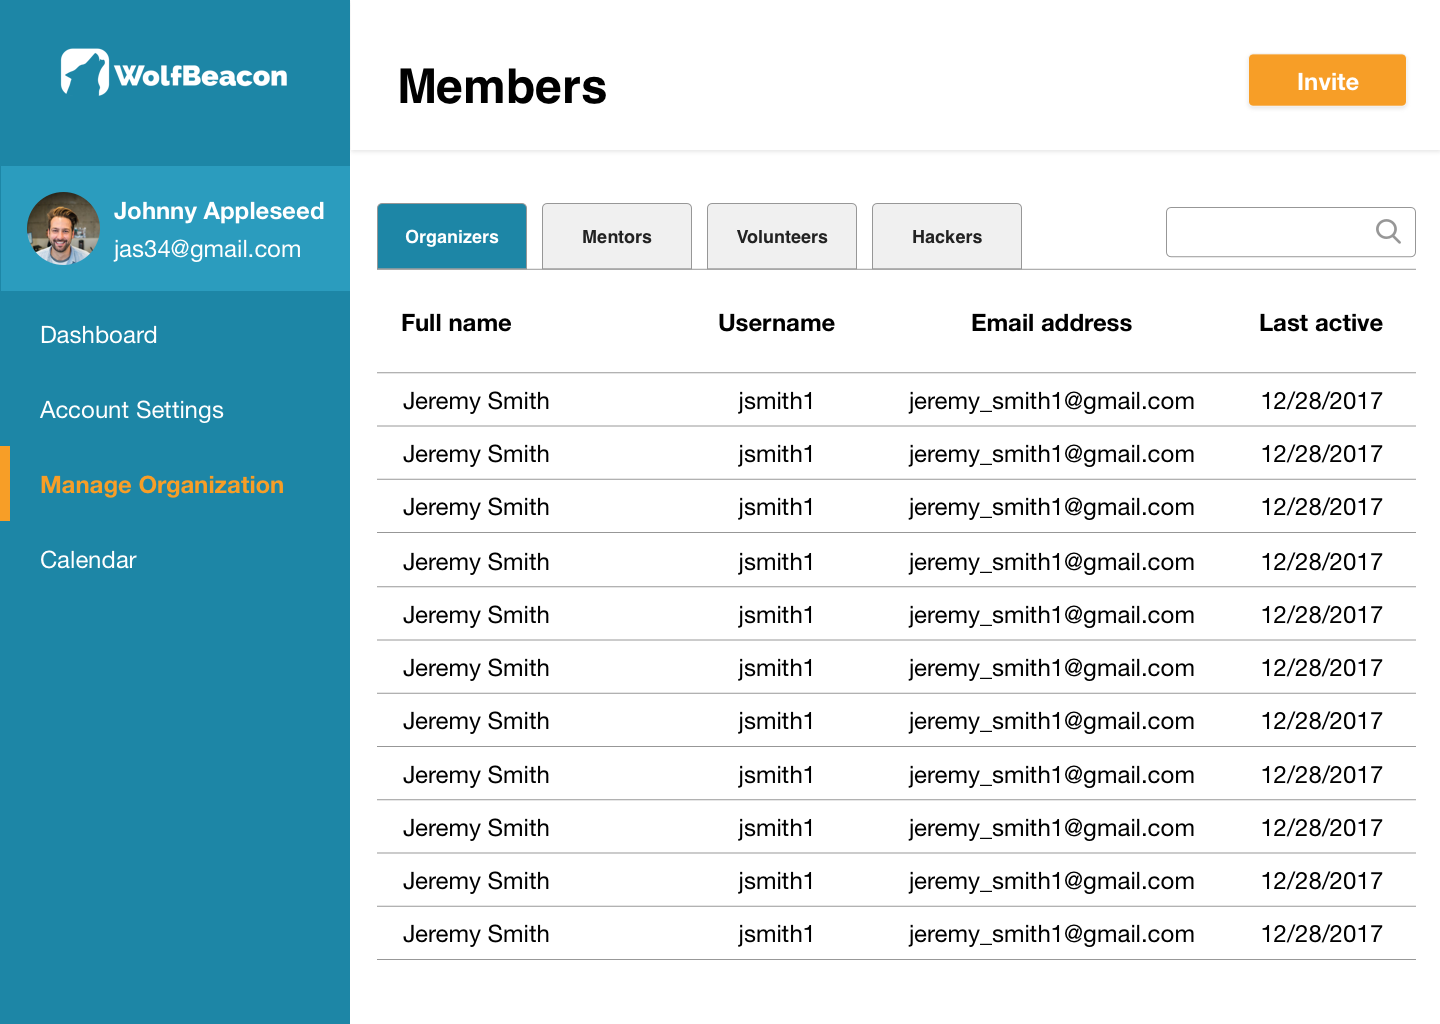 WolfBeacon
Members
Invite
Johnny Appleseed
jas34@gmail.com
Dashboard
Account Settings
Manage Organization
Calendar
Organizers Mentors Volunteers Hackers
Full name Username Email address Last active
Jeremy Smith jsmith1 jeremy_smith1@gmail.com 12/28/2017
Jeremy Smith jsmith1 jeremy_smith1@gmail.com 12/28/2017
Jeremy Smith jsmith1 jeremy_smith1@gmail.com 12/28/2017
Jeremy Smith jsmith1 jeremy_smith1@gmail.com 12/28/2017
Jeremy Smith jsmith1 jeremy_smith1@gmail.com 12/28/2017
Jeremy Smith jsmith1 jeremy_smith1@gmail.com 12/28/2017
Jeremy Smith jsmith1 jeremy_smith1@gmail.com 12/28/2017
Jeremy Smith jsmith1 jeremy_smith1@gmail.com 12/28/2017
Jeremy Smith jsmith1 jeremy_smith1@gmail.com 12/28/2017
Jeremy Smith jsmith1 jeremy_smith1@gmail.com 12/28/2017
Jeremy Smith jsmith1 jeremy_smith1@gmail.com 12/28/2017